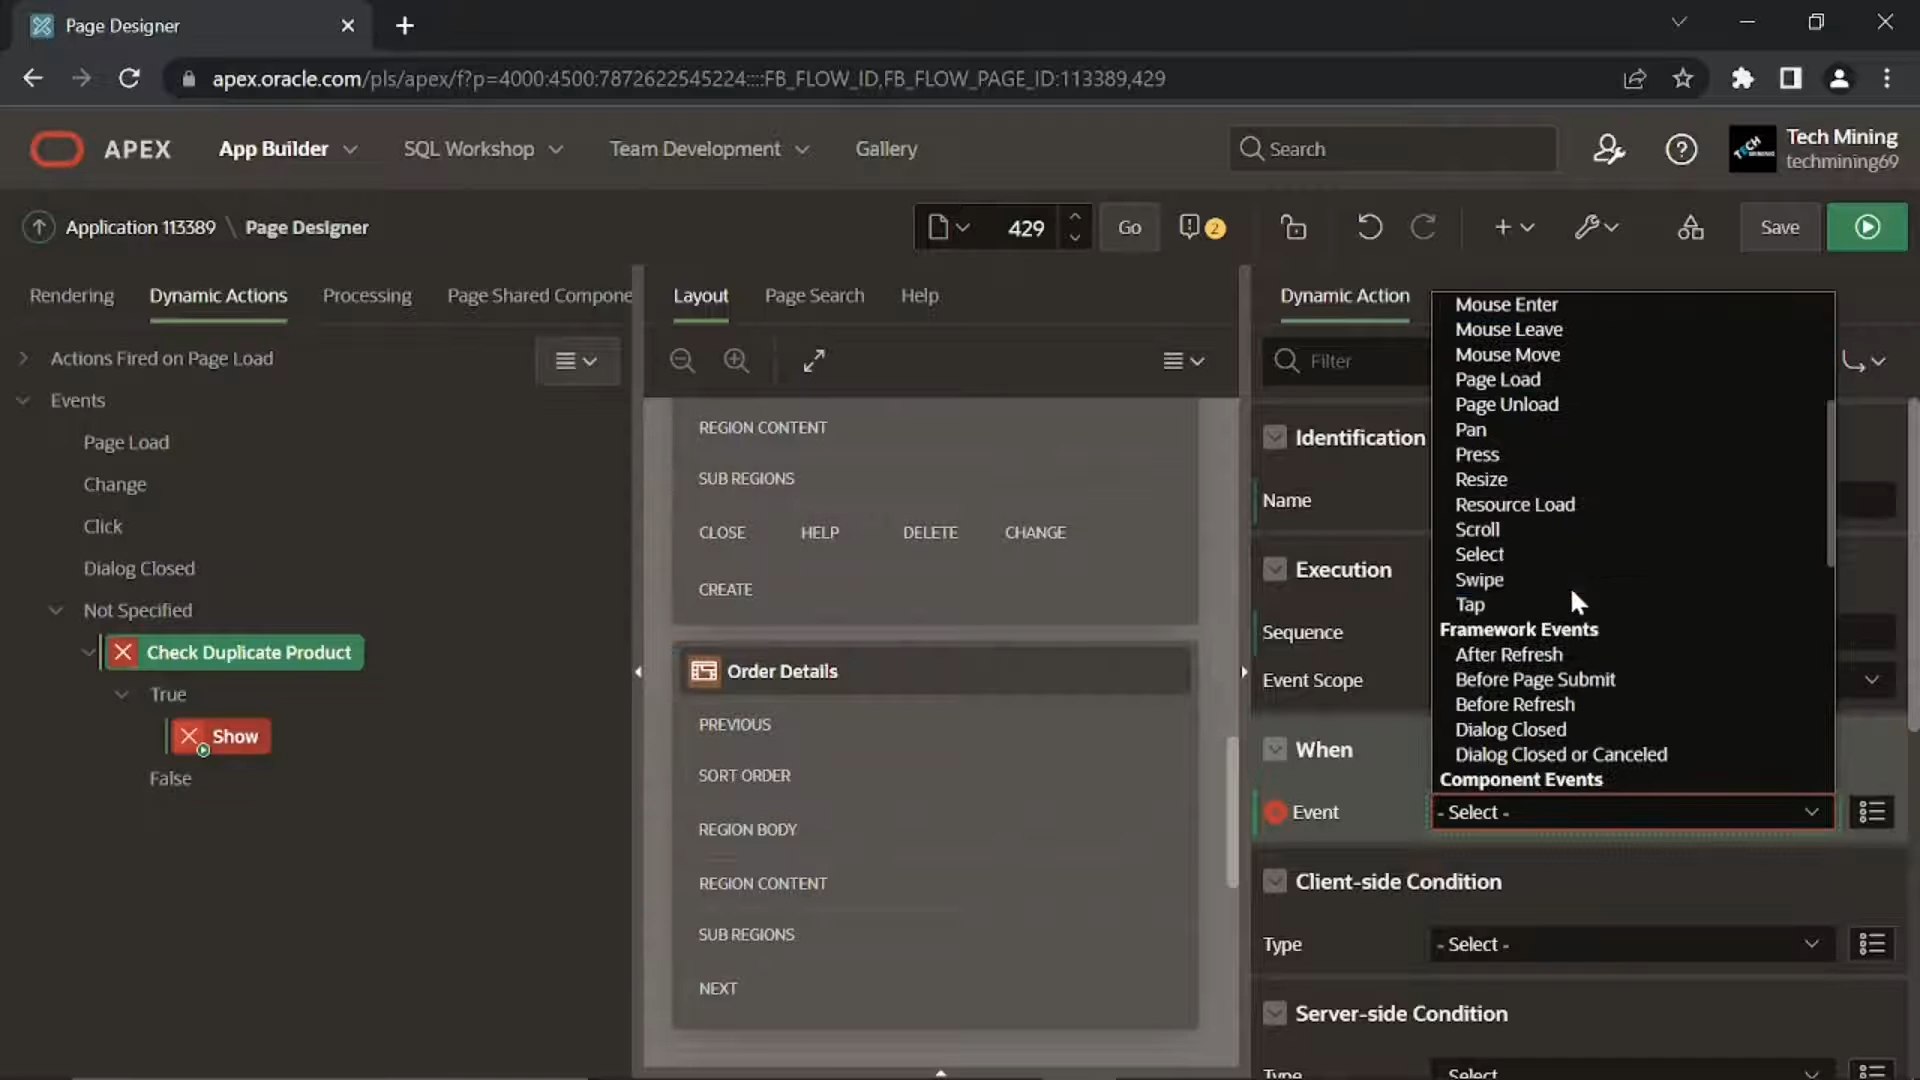 Page Designer
apex.oracle.com/pls/apex/f?p=4000:4500:7872622545224::::FB_FLOW_ID,FB_FLOW_PAGE_ID:113389,429
APEX
App Builder
SQL Workshop
Team Development
Gallery
Search
Tech Mining
techmining69
Application 113389 \ Page Designer
429
Go
2
Save
Rendering
Dynamic Actions
Processing
Page Shared Compone
Actions Fired on Page Load
Events
Page Load
Change
Click
Dialog Closed
Not Specified
Check Duplicate Product
True
Show
False
Layout
Page Search
Help
REGION CONTENT
SUB REGIONS
CLOSE
HELP
DELETE
CHANGE
CREATE
Order Details
PREVIOUS
SORT ORDER
REGION BODY
REGION CONTENT
SUB REGIONS
NEXT
Dynamic Action
Filter
Identification
Name
Execution
Sequence
Event Scope
When
Event
- Select -
Mouse Enter
Mouse Leave
Mouse Move
Page Load
Page Unload
Pan
Press
Resize
Resource Load
Scroll
Select
Swipe
Tap
Framework Events
After Refresh
Before Page Submit
Before Refresh
Dialog Closed
Dialog Closed or Canceled
Component Events
Client-side Condition
Type
- Select -
Server-side Condition
Type
- Select -